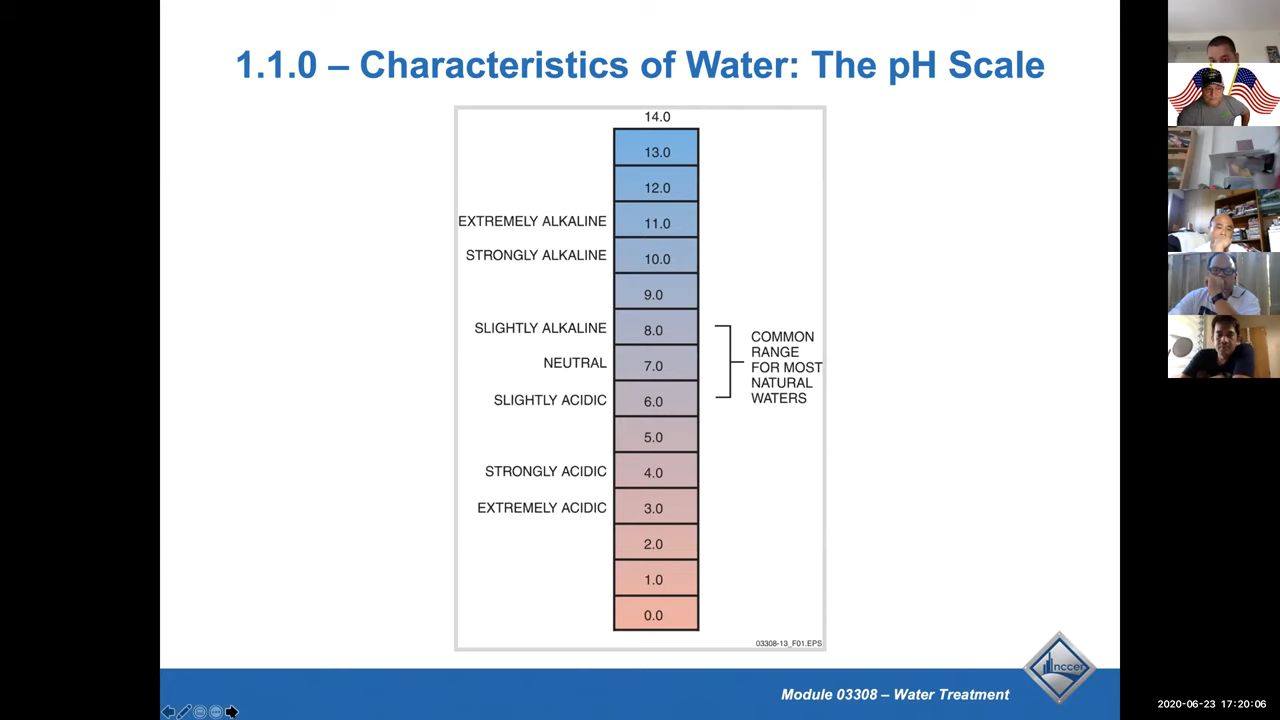 1.1.0 – Characteristics of Water: The pH Scale
14.0
13.0
12.0
EXTREMELY ALKALINE 11.0
STRONGLY ALKALINE 10.0
9.0
SLIGHTLY ALKALINE 8.0
NEUTRAL 7.0
SLIGHTLY ACIDIC 6.0
COMMON
RANGE
FOR MOST
NATURAL
WATERS
5.0
STRONGLY ACIDIC 4.0
EXTREMELY ACIDIC 3.0
2.0
1.0
0.0
03308-13_F01.EPS
nccer
Module 03308 – Water Treatment
2020-06-23 17:20:06